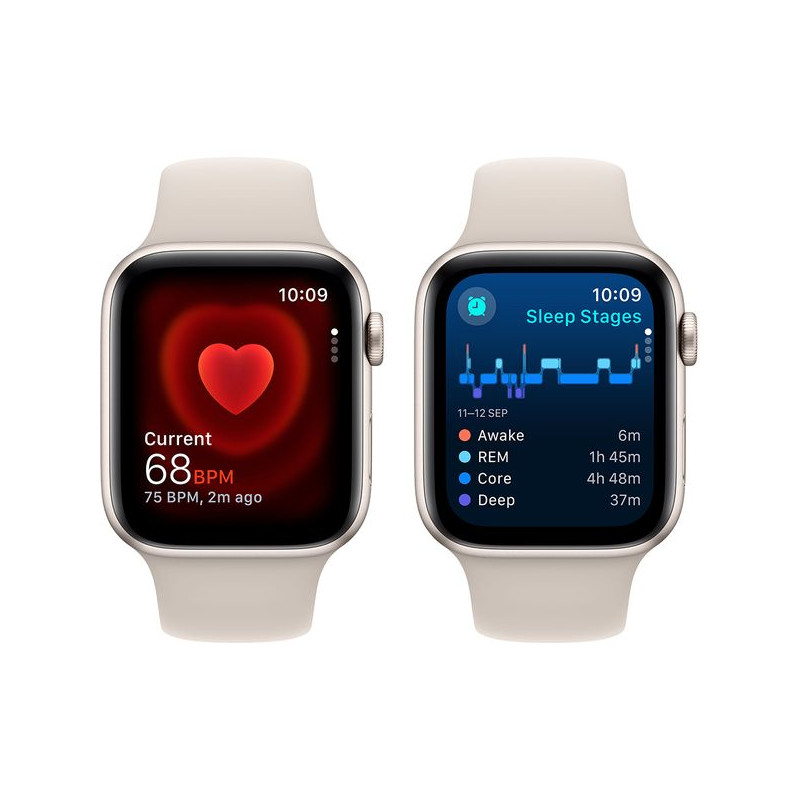 10:09
Current
68BPM
75 BPM, 2m ago
10:09
Sleep Stages
11–12 SEP
Awake 6m
REM 1h 45m
Core 4h 48m
Deep 37m